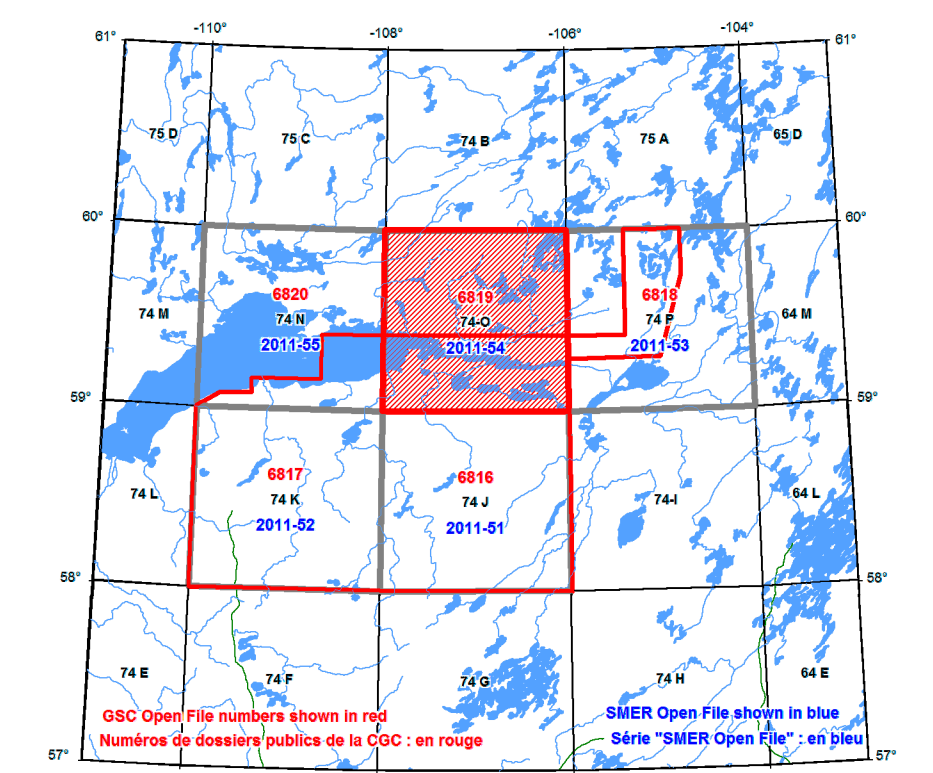 -110°
-108°
-106°
-104°
61°
61°
75 D
75 C
74 B
75 A
65 D
60°
60°
6820
6819
6818
74 M
74 N
74-O
74 P
64 M
2011-55
2011-54
2011-53
59°
59°
6817
6816
74 L
74 K
74 J
74-I
64 L
2011-52
2011-51
58°
58°
74 E
74 F
74 G
74 H
64 E
GSC Open File numbers shown in red
SMER Open File shown in blue
Numéros de dossiers publics de la CGC : en rouge
Série "SMER Open File" : en bleu
57°
57°